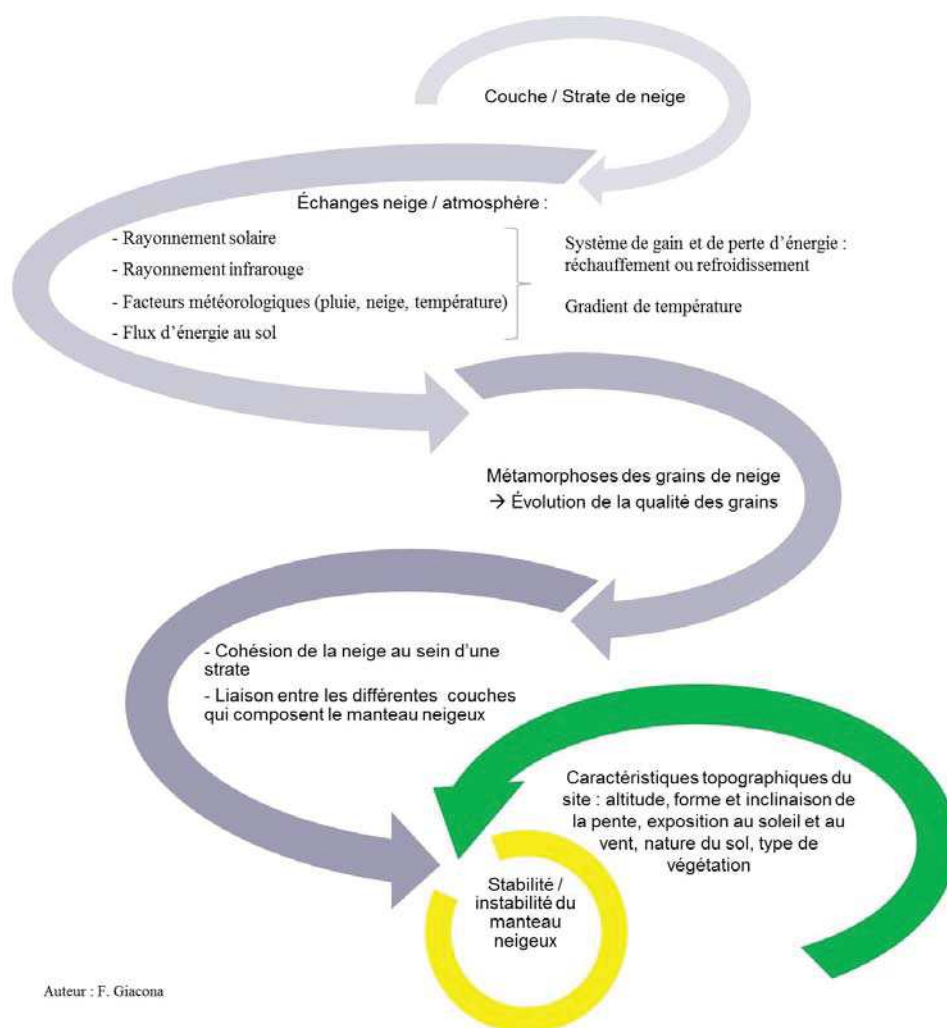 Couche / Strate de neige
Échanges neige / atmosphère :
- Rayonnement solaire
- Rayonnement infrarouge
- Facteurs météorologiques (pluie, neige, température)
- Flux d’énergie au sol
Système de gain et de perte d’énergie :
réchauffement ou refroidissement
Gradient de température
Métamorphoses des grains de neige
→ Évolution de la qualité des grains
- Cohésion de la neige au sein d’une
strate
- Liaison entre les différentes couches
qui composent le manteau neigeux
Caractéristiques topographiques du
site : altitude, forme et inclinaison de
la pente, exposition au soleil et au
vent, nature du sol, type de
végétation
Stabilité /
instabilité du
manteau
neigeux
Auteur : F. Giacona